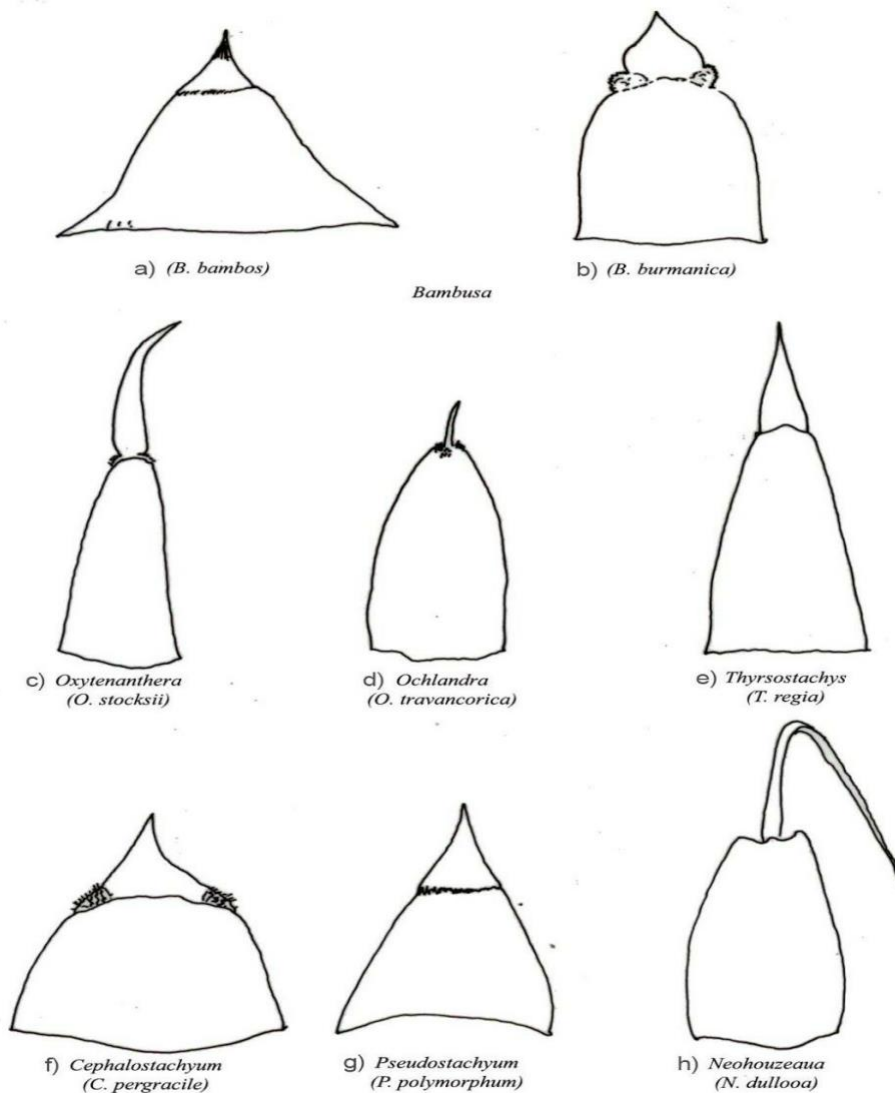 a) (B. bambos)
b) (B. burmanica)
Bambusa
c) Oxytenanthera
(O. stocksii)
d) Ochlandra
(O. travancorica)
e) Thyrsostachys
(T. regia)
f) Cephalostachyum
(C. pergracile)
g) Pseudostachyum
(P. polymorphum)
h) Neohouzeaua
(N. dullooa)